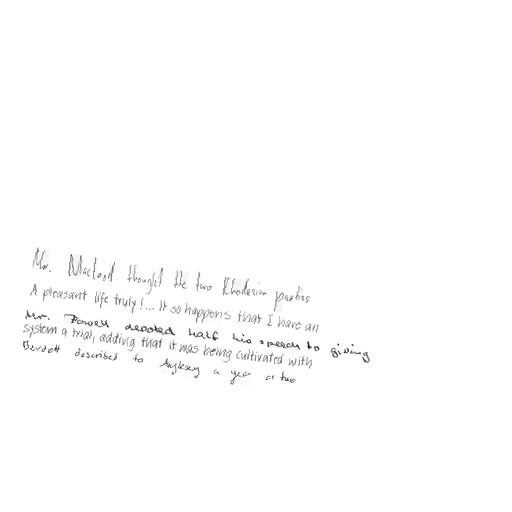 Mr. Macleod thought the two Rhodesian parties
A pleasant life truly!... It so happens that I have an
Mr. Powell devoted half his speech to giving
system a trial, adding that it was being cultivated with
described to Anglesey a year or two